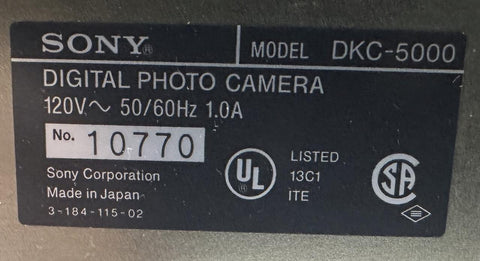 SONY® MODEL DKC-5000
DIGITAL PHOTO CAMERA
120V～ 50/60Hz 1.0A
No. 10770
Sony Corporation
Made in Japan
3-184-115-02
UL®
LISTED
13C1
ITE
CSA